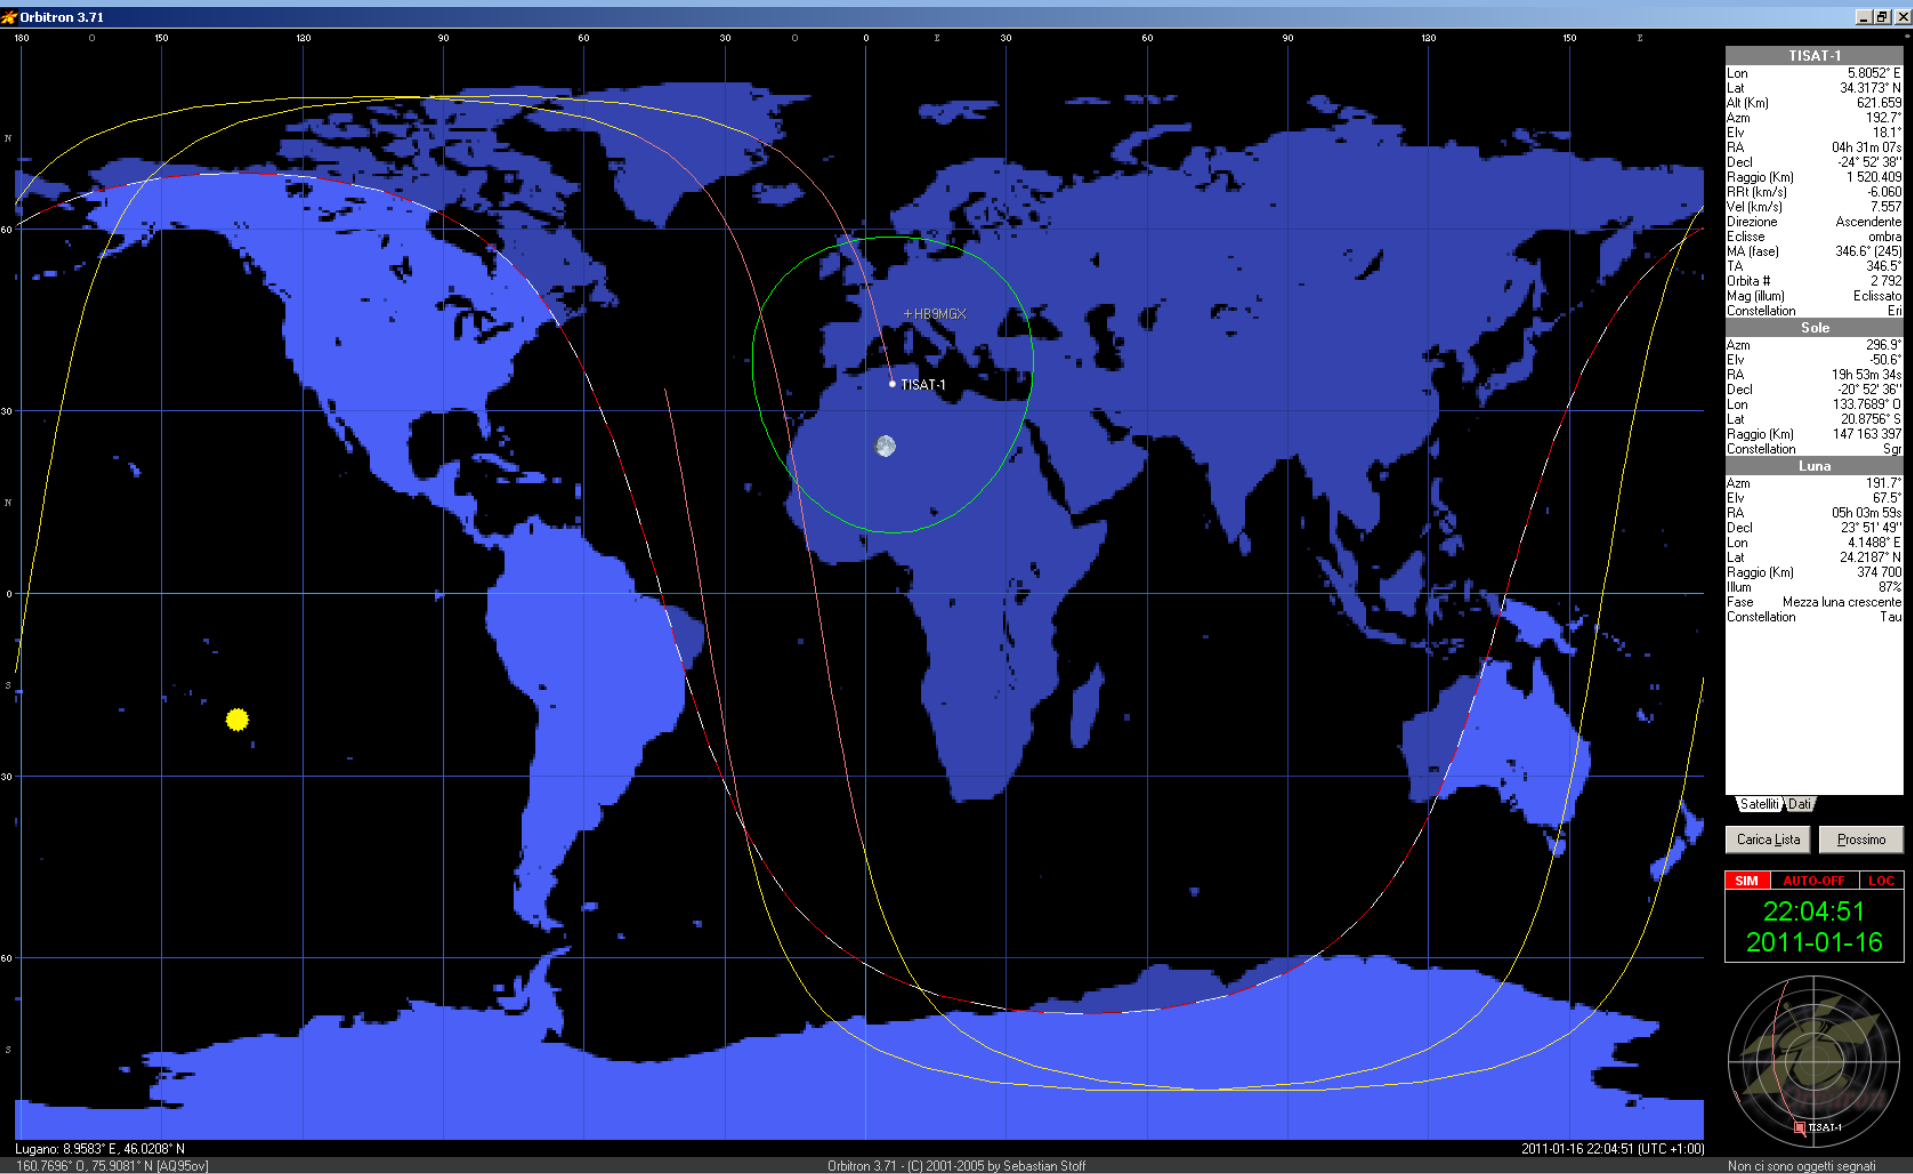 Orbitron 3.71
180 O 150 120 90 60 30 O 0 E 30 60 90 120 150 E
TISAT-1
Lon 5.8052° E
Lat 34.3173° N
Alt (Km) 621.659
Azm 192.7°
Elv 18.1°
RA 04h 31m 07s
Decl -24° 52' 38"
Raggio (Km) 1 520.409
RRt (km/s) -6.060
Vel (km/s) 7.557
Direzione Ascendente
Eclisse ombra
MA (fase) 346.6° (245)
TA 346.5°
Orbita # 2 792
Mag (illum) Eclissato
Constellation Eri
Sole
Azm 296.9°
Elv -50.6°
RA 19h 53m 34s
Decl -20° 52' 36"
Lon 133.7689° O
Lat 20.8756° S
Raggio (Km) 147 163 397
Constellation Sgr
Luna
Azm 191.7°
Elv 67.5°
RA 05h 03m 59s
Decl 23° 51' 49"
Lon 4.1488° E
Lat 24.2187° N
Raggio (Km) 374 700
Illum 87%
Fase Mezza luna crescente
Constellation Tau
Satelliti Dati
Carica Lista Prossimo
SIM AUTO-OFF LOC
22:04:51
2011-01-16
TISAT-1
N
60
30
N
0
S
30
60
S
+HB9MGX
TISAT-1
Lugano: 8.9583° E, 46.0208° N
2011-01-16 22:04:51 (UTC +1:00)
160.7696° O, 75.9081° N [AQ95ov]
Orbitron 3.71 - (C) 2001-2005 by Sebastian Stoff
Non ci sono oggetti segnati